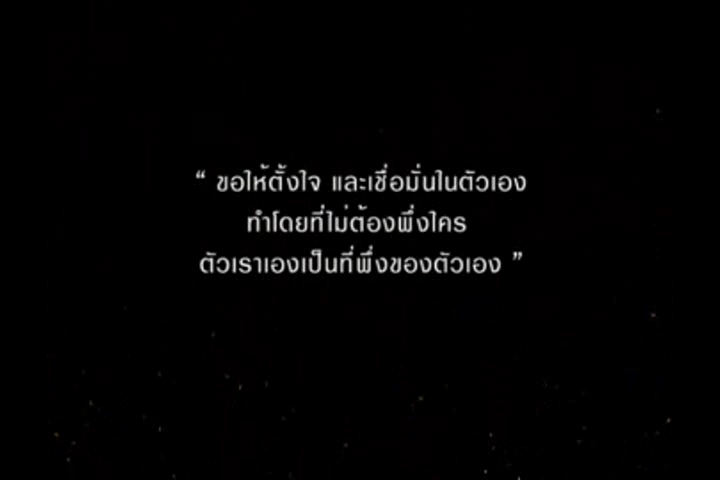 “ ขอให้ตั้งใจ และเชื่อมั่นในตัวเอง
ทำโดยที่ไม่ต้องพึ่งใคร
ตัวเราเองเป็นที่พึ่งของตัวเอง ”